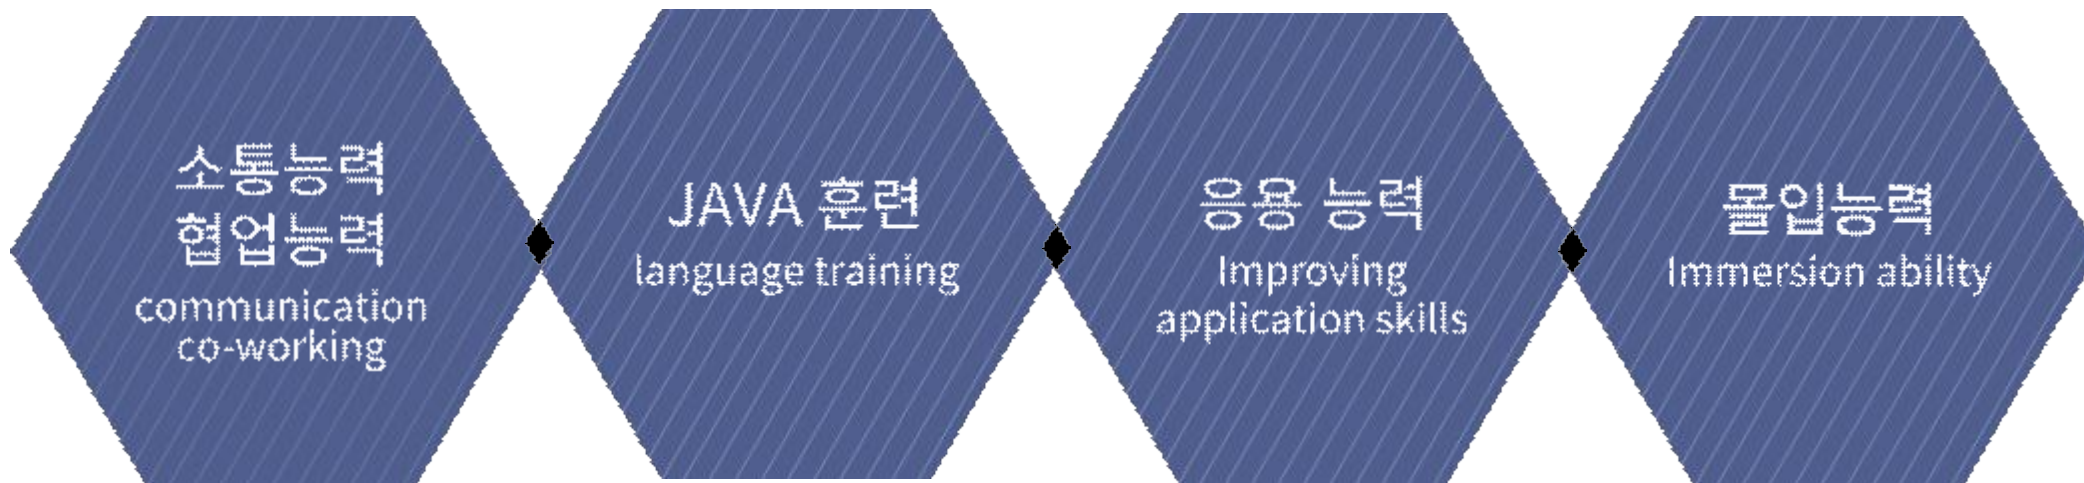 소통능력
협업능력
communication
co-working
JAVA 훈련
language training
응용 능력
Improving
application skills
몰입능력
Immersion ability